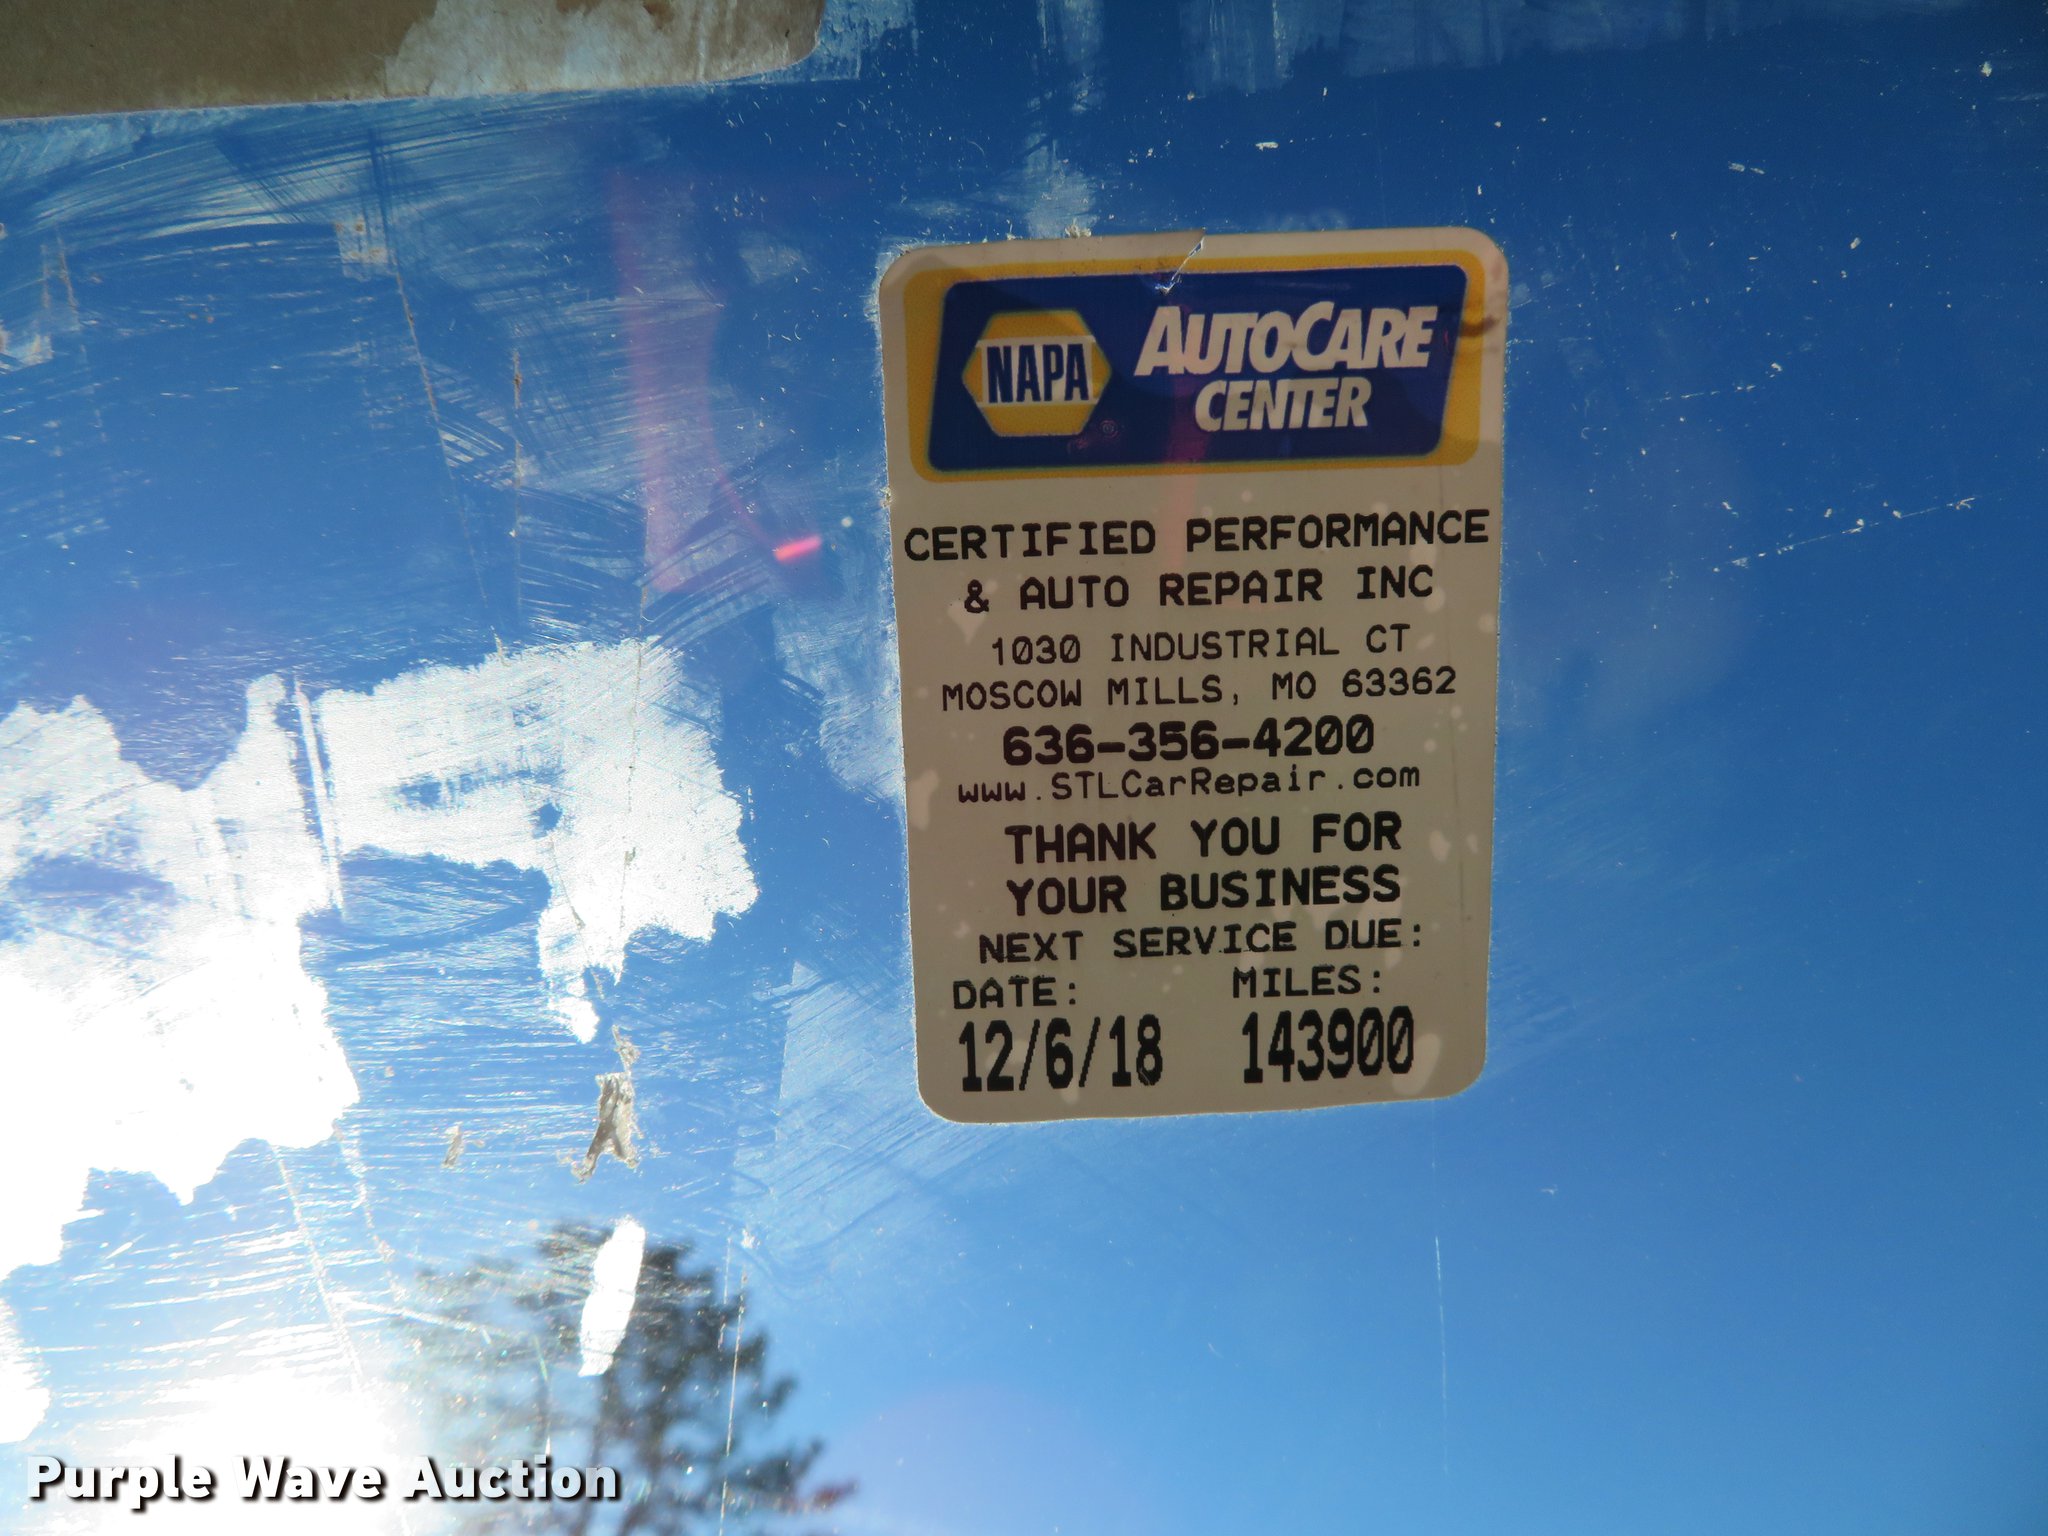 NAPA
AUTOCARE
CENTER
CERTIFIED PERFORMANCE
& AUTO REPAIR INC
1030 INDUSTRIAL CT
MOSCOW MILLS, MO 63362
636-356-4200
www.STLCarRepair.com
THANK YOU FOR
YOUR BUSINESS
NEXT SERVICE DUE:
DATE: MILES:
12/6/18 143900
Purple Wave Auction